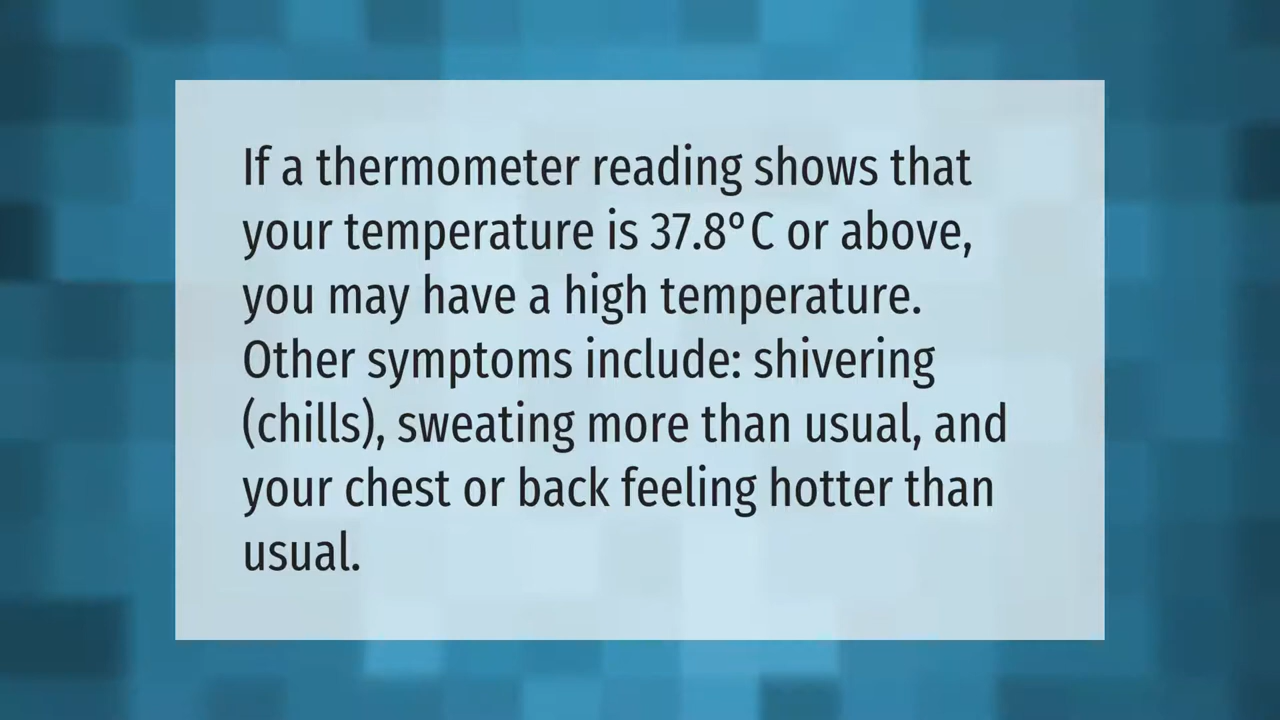 If a thermometer reading shows that
your temperature is 37.8°C or above,
you may have a high temperature.
Other symptoms include: shivering
(chills), sweating more than usual, and
your chest or back feeling hotter than
usual.